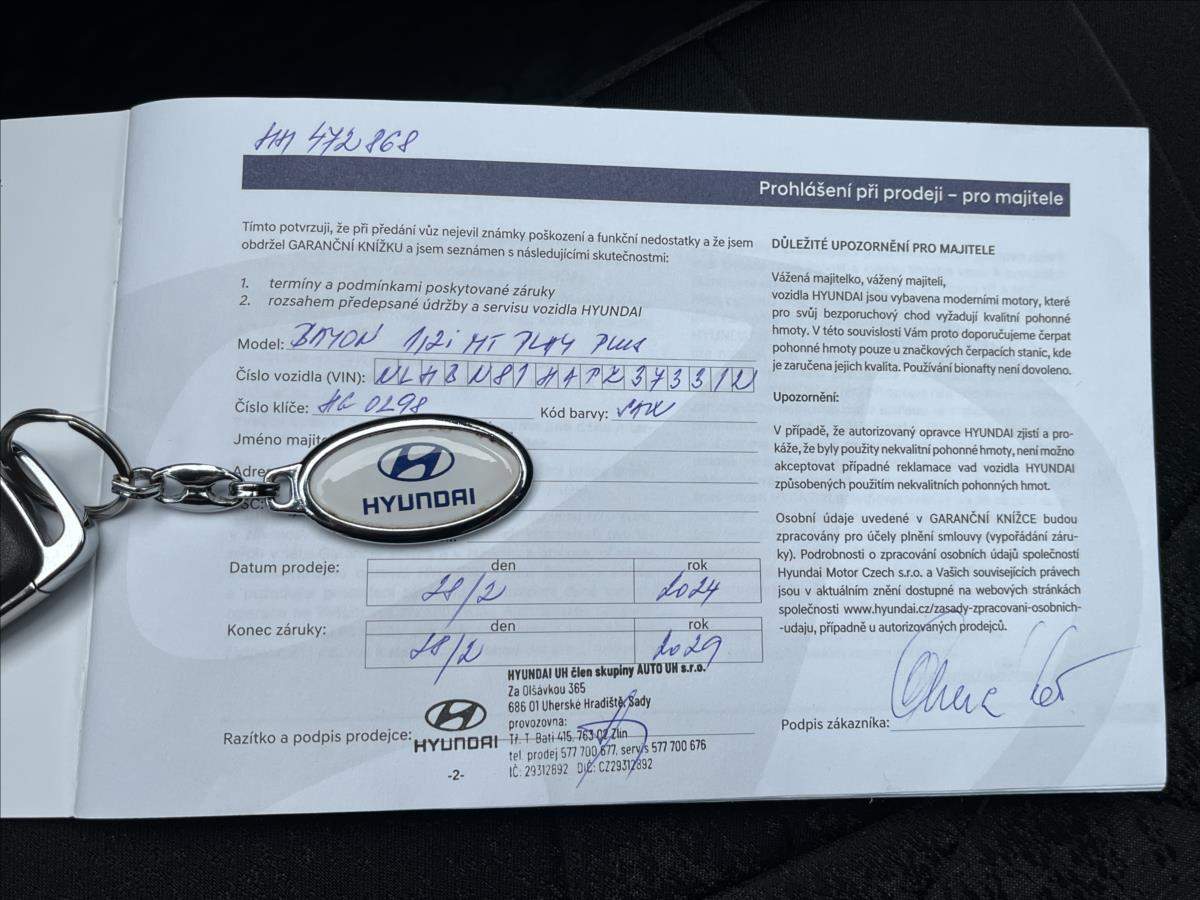 HH 472868
Prohlášení při prodeji – pro majitele
Tímto potvrzuji, že při předání vůz nejevil známky poškození a funkční nedostatky a že jsem
obdržel GARANČNÍ KNÍŽKU a jsem seznámen s následujícími skutečnostmi:
1. termíny a podmínkami poskytované záruky
2. rozsahem předepsané údržby a servisu vozidla HYUNDAI
Model: BAYON 1,2i MT PLAY PLUS
Číslo vozidla (VIN): NLHBN81HATZ373312
Číslo klíče: HG 0298 Kód barvy:
Jméno majit
Adre
SČ:
HYUNDAI
Datum prodeje: den rok
28/2 2024
Konec záruky: den rok
28/2 2029
Razítko a podpis prodejce: HYUNDAI
HYUNDAI UH člen skupiny AUTO UH s.r.o.
Za Olšávkou 365
686 01 Uherské Hradiště, Sady
provozovna:
Tř. T. Bati 415, 763 02 Zlín
tel. prodej 577 700 677, servis 577 700 676
IČ: 29312892 DIČ: CZ29312892
-2-
DŮLEŽITÉ UPOZORNĚNÍ PRO MAJITELE
Vážená majitelko, vážený majiteli,
vozidla HYUNDAI jsou vybavena moderními motory, které
pro svůj bezporuchový chod vyžadují kvalitní pohonné
hmoty. V této souvislosti Vám proto doporučujeme čerpat
pohonné hmoty pouze u značkových čerpacích stanic, kde
je zaručena jejich kvalita. Používání bionafty není dovoleno.
Upozornění:
V případě, že autorizovaný opravce HYUNDAI zjistí a pro-
káže, že byly použity nekvalitní pohonné hmoty, není možno
akceptovat případné reklamace vad vozidla HYUNDAI
způsobených použitím nekvalitních pohonných hmot.
Osobní údaje uvedené v GARANČNÍ KNÍŽCE budou
zpracovány pro účely plnění smlouvy (vypořádání záru-
ky). Podrobnosti o zpracování osobních údajů společností
Hyundai Motor Czech s.r.o. a Vašich souvisejících právech
jsou v aktuálním znění dostupné na webových stránkách
společnosti www.hyundai.cz/zasady-zpracovani-osobnich-
-udaju, případně u autorizovaných prodejců.
Podpis zákazníka: